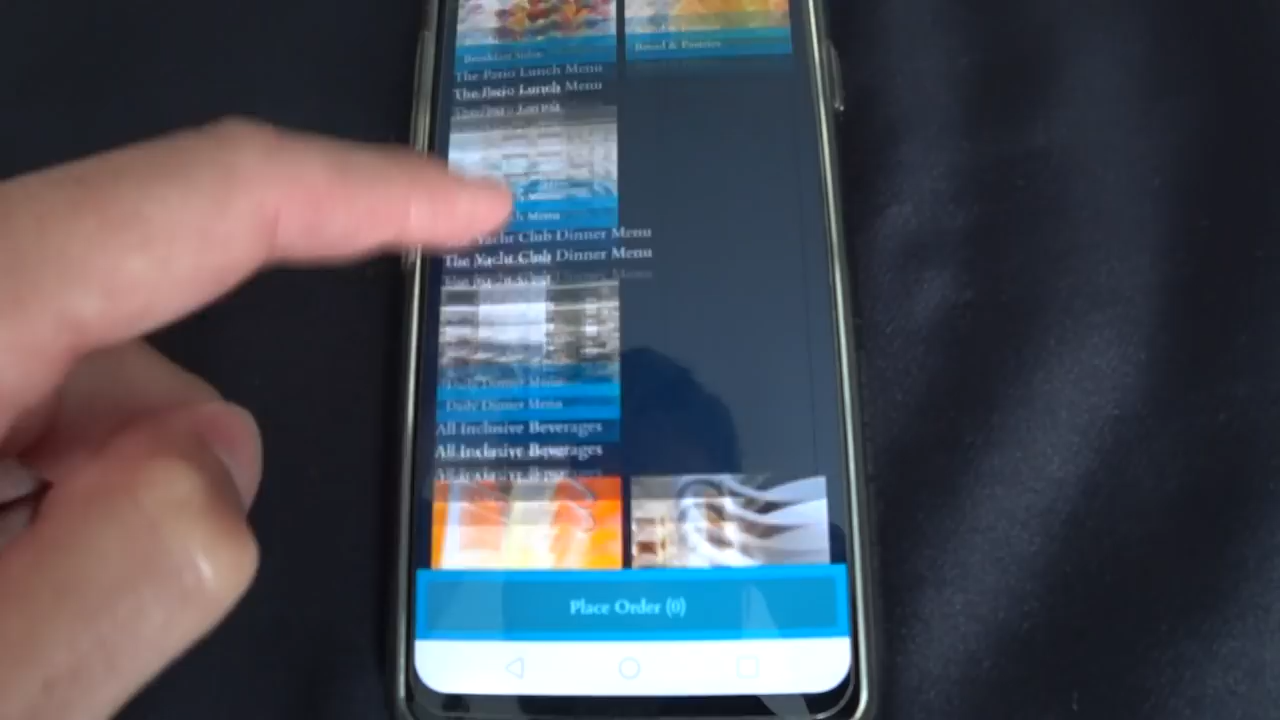 Breakfast
Bread & Pastries
The Patio Lunch Menu
The Patio Lunch Menu
Menu
The Yacht Club Dinner Menu
The Yacht Club Dinner Menu
Daily Dinner Menu
Daily Dinner Menu
All Inclusive Beverages
All Inclusive Beverages
Place Order (0)